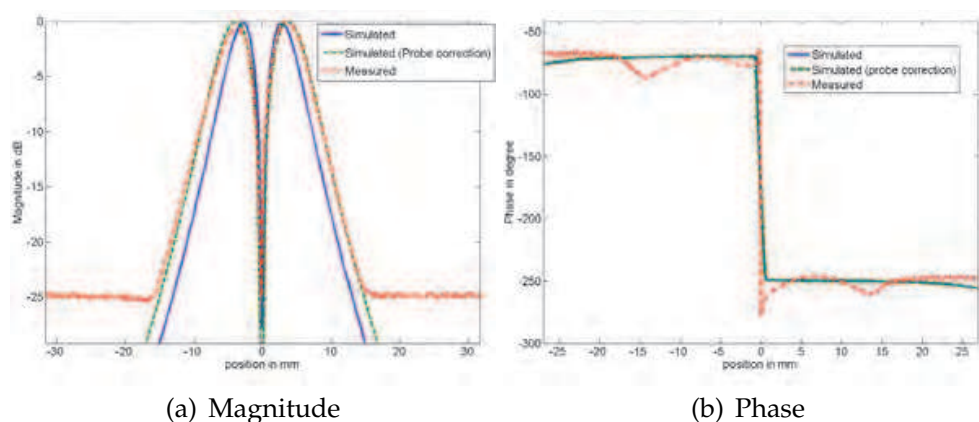 0
-5
-10
-15
-20
-25
Magnitude in dB
Simulated
Simulated (Probe correction)
Measured
-30 -20 -10 0 10 20 30
position in mm
(a) Magnitude
-50
-100
-150
-200
-250
-300
Phase in degree
Simulated
Simulated (probe correction)
Measured
-25 -20 -15 -10 -5 0 5 10 15 20 25
position in mm
(b) Phase